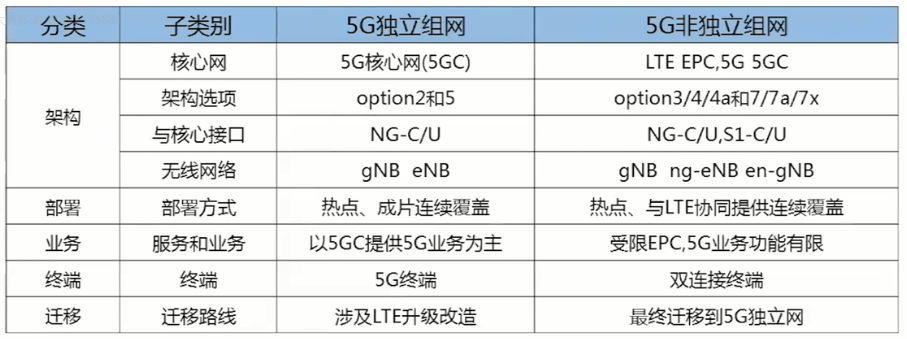 分类 子类别 5G独立组网 5G非独立组网
架构 核心网 5G核心网(5GC) LTE EPC,5G 5GC
架构选项 option2和5 option3/4/4a和7/7a/7x
与核心接口 NG-C/U NG-C/U,S1-C/U
无线网络 gNB eNB gNB ng-eNB en-gNB
部署 部署方式 热点、成片连续覆盖 热点、与LTE协同提供连续覆盖
业务 服务和业务 以5GC提供5G业务为主 受限EPC,5G业务功能有限
终端 终端 5G终端 双连接终端
迁移 迁移路线 涉及LTE升级改造 最终迁移到5G独立网